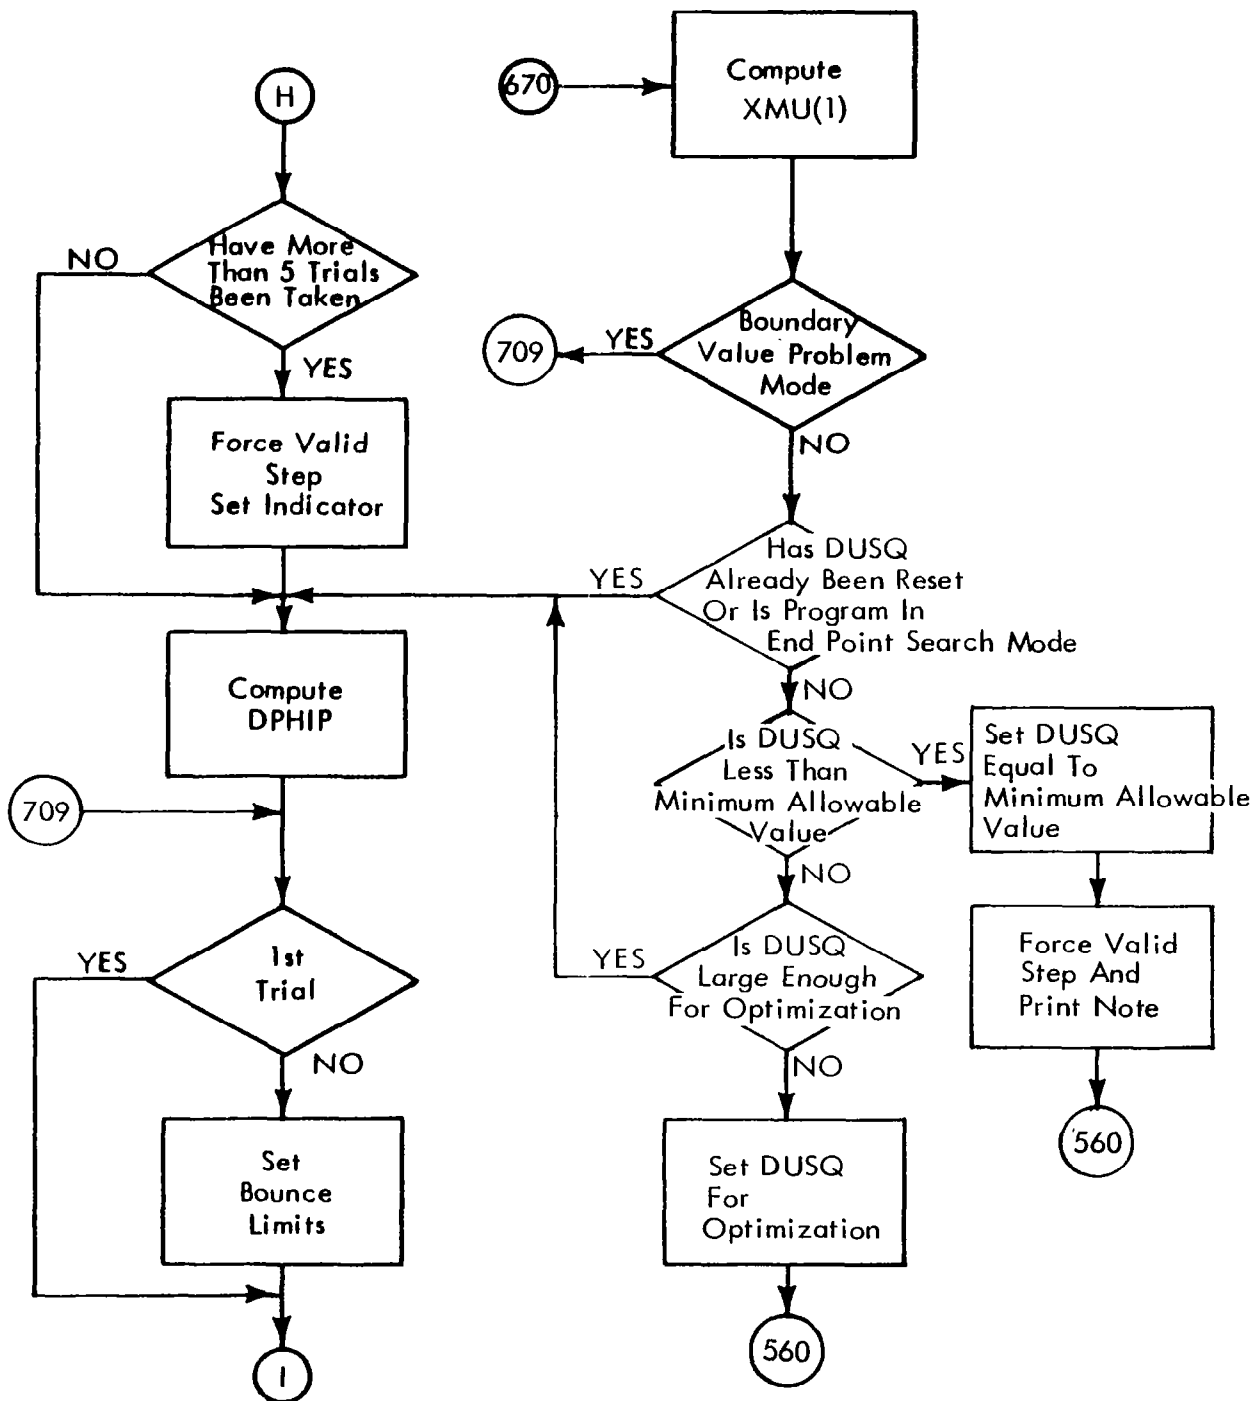 H
NO
Have More
Than 5 Trials
Been Taken
YES
Force Valid
Step
Set Indicator
Compute
DPHIP
709
YES
1st
Trial
NO
Set
Bounce
Limits
I
670
Compute
XMU(1)
709
YES
Boundary
Value Problem
Mode
NO
YES
Has DUSQ
Already Been Reset
Or Is Program In
End Point Search Mode
NO
Is DUSQ
Less Than
Minimum Allowable
Value
YES
Set DUSQ
Equal To
Minimum Allowable
Value
NO
YES
Is DUSQ
Large Enough
For Optimization
Force Valid
Step And
Print Note
NO
560
Set DUSQ
For
Optimization
560